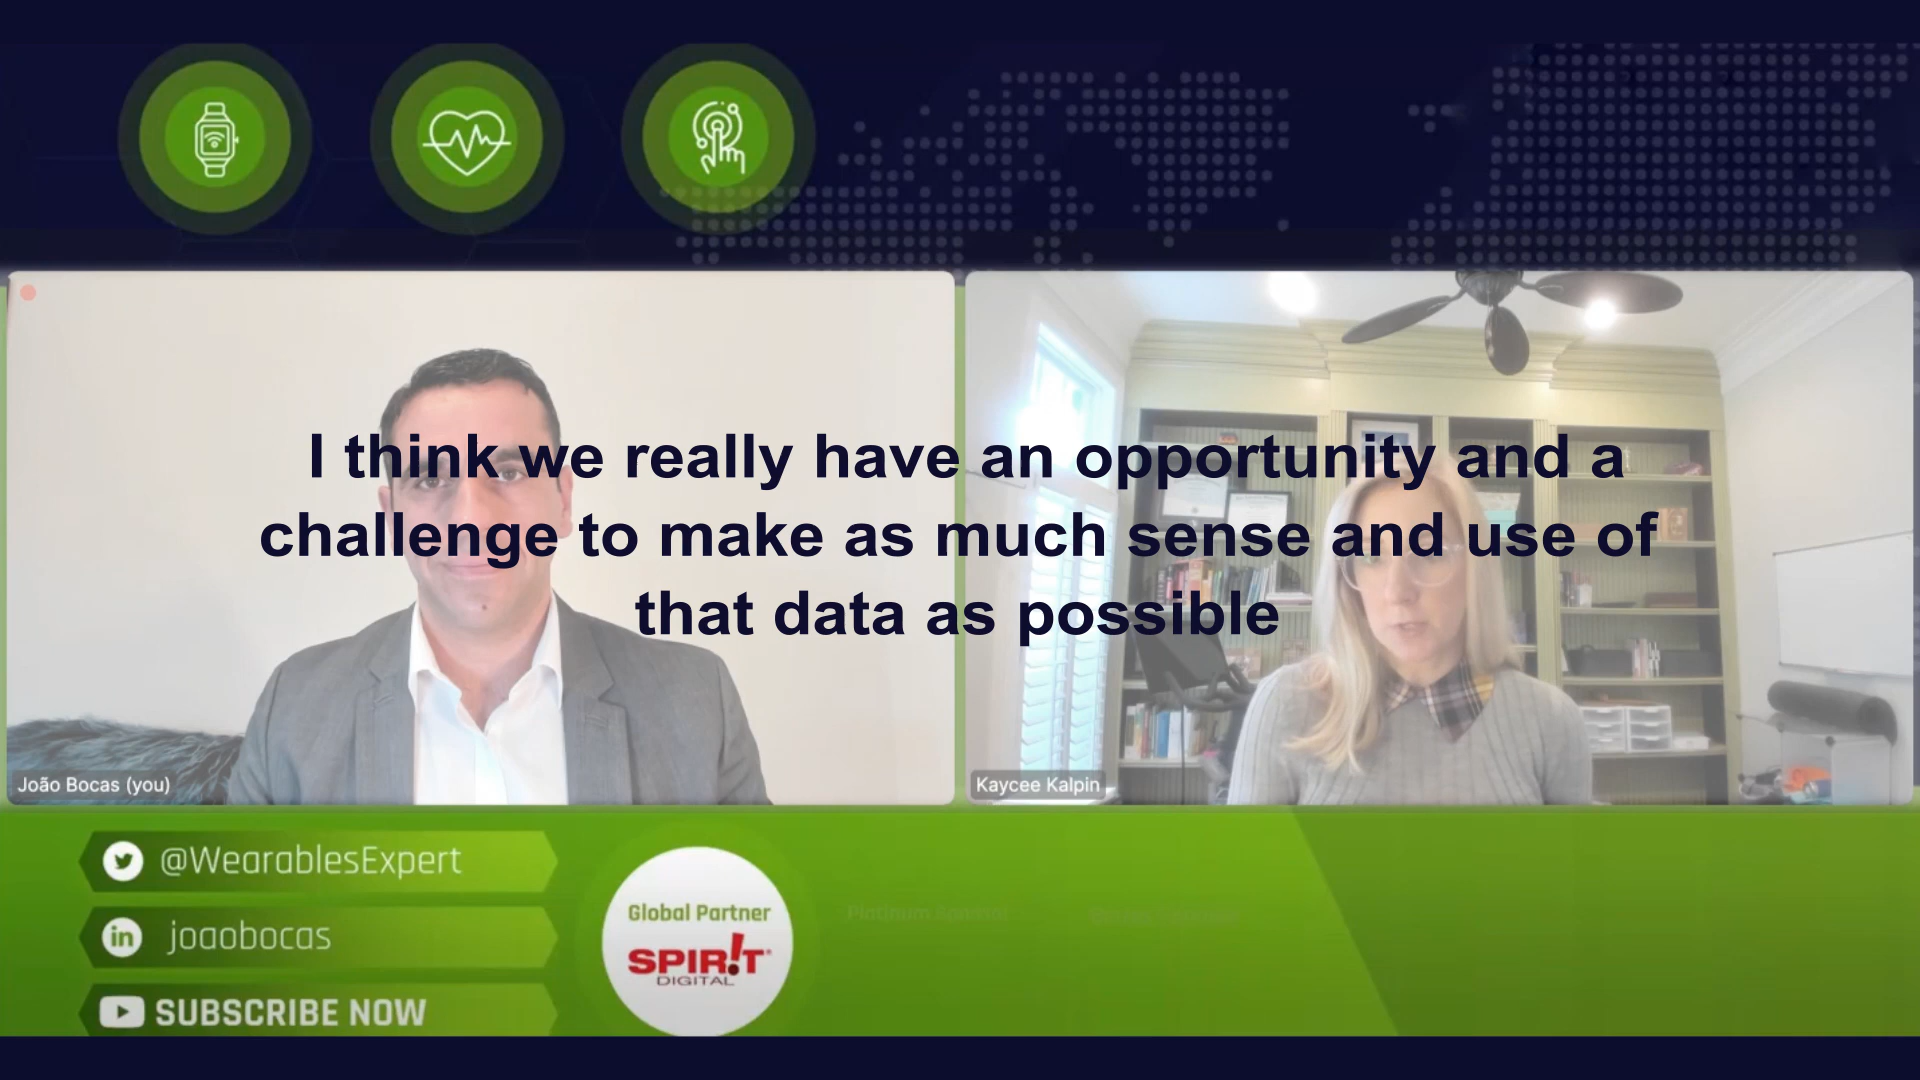 I think we really have an opportunity and a
challenge to make as much sense and use of
that data as possible
João Bocas (you)
Kaycee Kalpin
@WearablesExpert
in joaobocas
SUBSCRIBE NOW
Global Partner
SPIR!T
DIGITAL